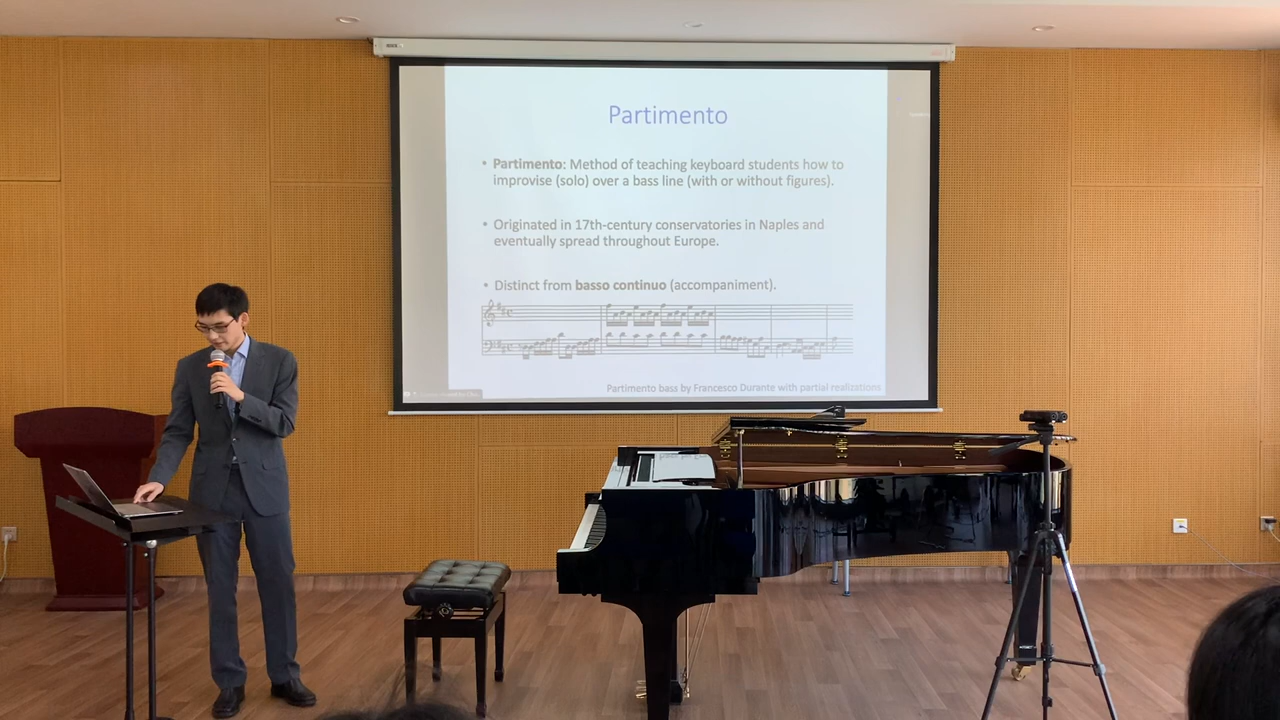 Partimento
• Partimento: Method of teaching keyboard students how to
improvise (solo) over a bass line (with or without figures).
• Originated in 17th-century conservatories in Naples and
eventually spread throughout Europe.
• Distinct from basso continuo (accompaniment).
Partimento bass by Francesco Durante with partial realizations